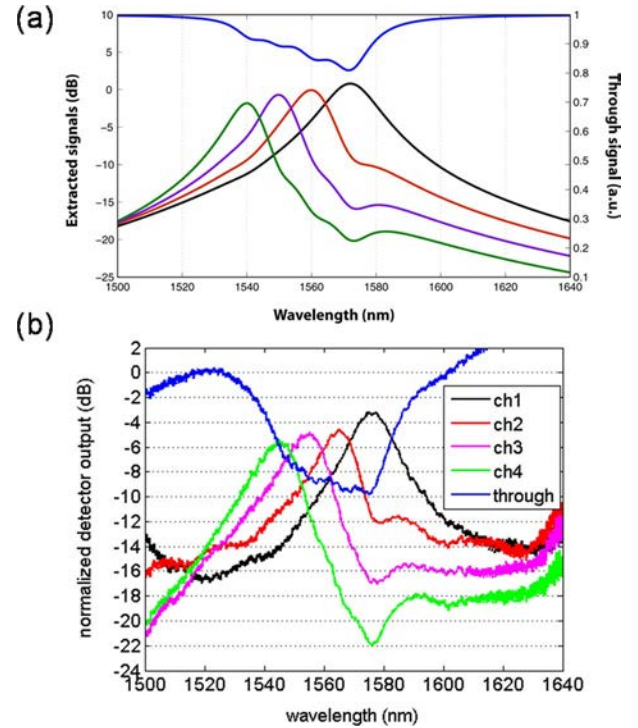 (a)
10
5
0
−5
−10
−15
−20
−25
Extracted signals (dB)
1
0.9
0.8
0.7
0.6
0.5
0.4
0.3
0.2
0.1
Through signal (a.u.)
1500 1520 1540 1560 1580 1600 1620 1640
Wavelength (nm)
(b)
2
0
-2
-4
-6
-8
-10
-12
-14
-16
-18
-20
-22
-24
normalized detector output (dB)
ch1
ch2
ch3
ch4
through
1500 1520 1540 1560 1580 1600 1620 1640
wavelength (nm)